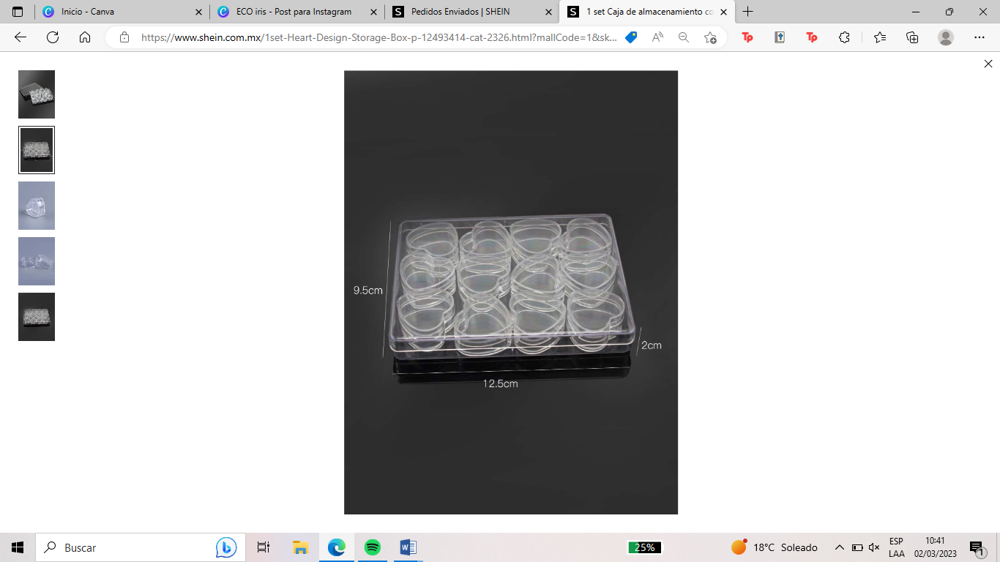 Inicio - Canva
ECO iris - Post para Instagram
Pedidos Enviados | SHEIN
1 set Caja de almacenamiento co
https://www.shein.com.mx/1set-Heart-Design-Storage-Box-p-12493414-cat-2326.html?mallCode=1&sk...
9.5cm
2cm
12.5cm
Buscar
25%
18°C Soleado
ESP
LAA
10:41
02/03/2023
1